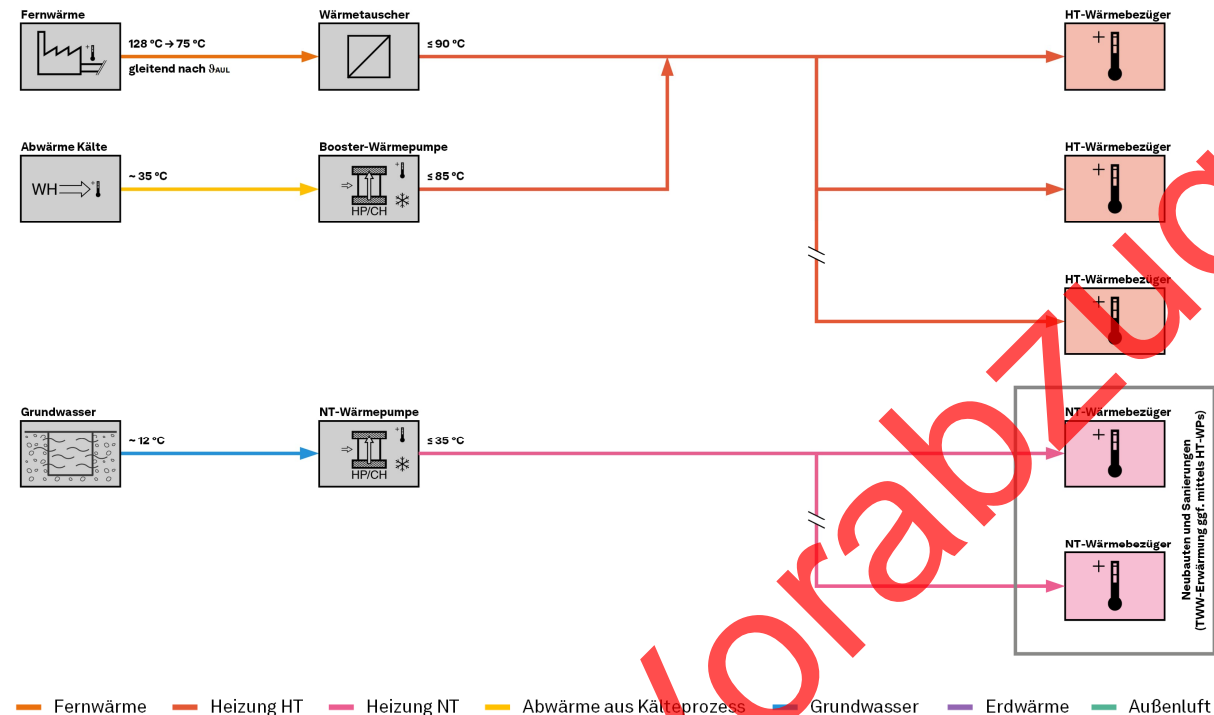 Fernwärme
Wärmetauscher
HT-Wärmebezüger
128 °C → 75 °C
gleitend nach ϑAUL
≤ 90 °C
Abwärme Kälte
Booster-Wärmepumpe
HT-Wärmebezüger
~ 35 °C
≤ 85 °C
WH
HP/CH
HT-Wärmebezüger
Grundwasser
NT-Wärmepumpe
NT-Wärmebezüger
~ 12 °C
≤ 35 °C
HP/CH
NT-Wärmebezüger
Neubauten und Sanierungen
(TWW-Erwärmung ggf. mittels HT-WPs)
Vorabzug
Fernwärme Heizung HT Heizung NT Abwärme aus Kälteprozess Grundwasser Erdwärme Außenluft